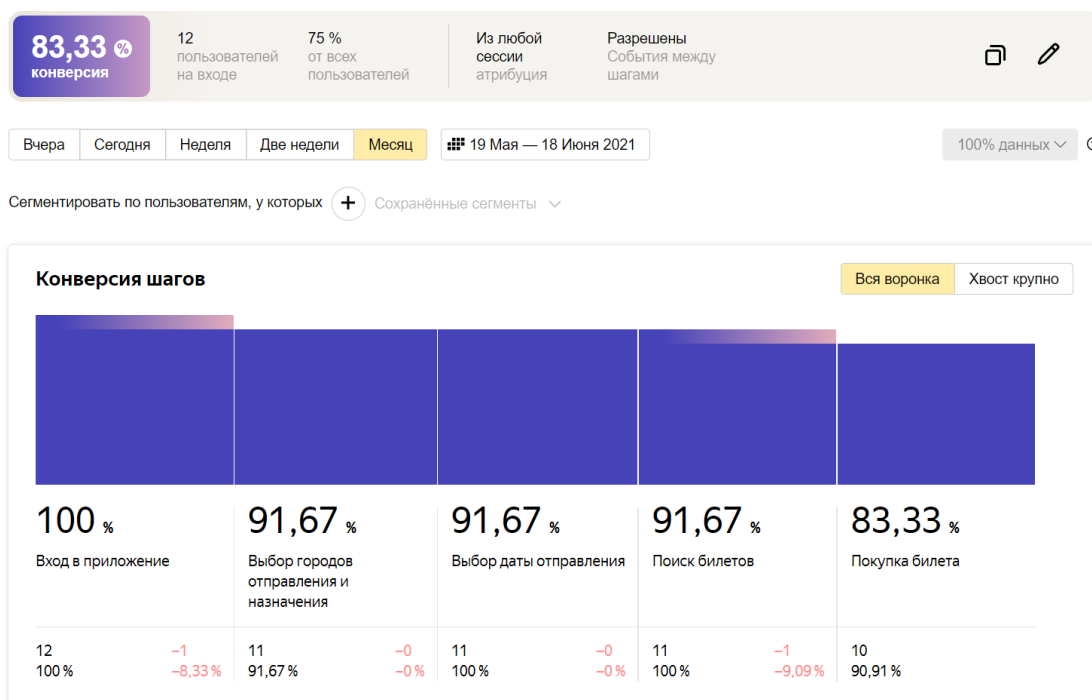 83,33 %
конверсия
12
пользователей
на входе
75 %
от всех
пользователей
Из любой
сессии
атрибуция
Разрешены
События между
шагами
Вчера
Сегодня
Неделя
Две недели
Месяц
19 Мая — 18 Июня 2021
100% данных
Сегментировать по пользователям, у которых
+
Сохранённые сегменты
Конверсия шагов
Вся воронка
Хвост крупно
100 %
Вход в приложение
91,67 %
Выбор городов
отправления и
назначения
91,67 %
Выбор даты отправления
91,67 %
Поиск билетов
83,33 %
Покупка билета
12 –1
100 % –8,33 %
11 –0
91,67 % –0 %
11 –0
100 % –0 %
11 –1
100 % –9,09 %
10
90,91 %